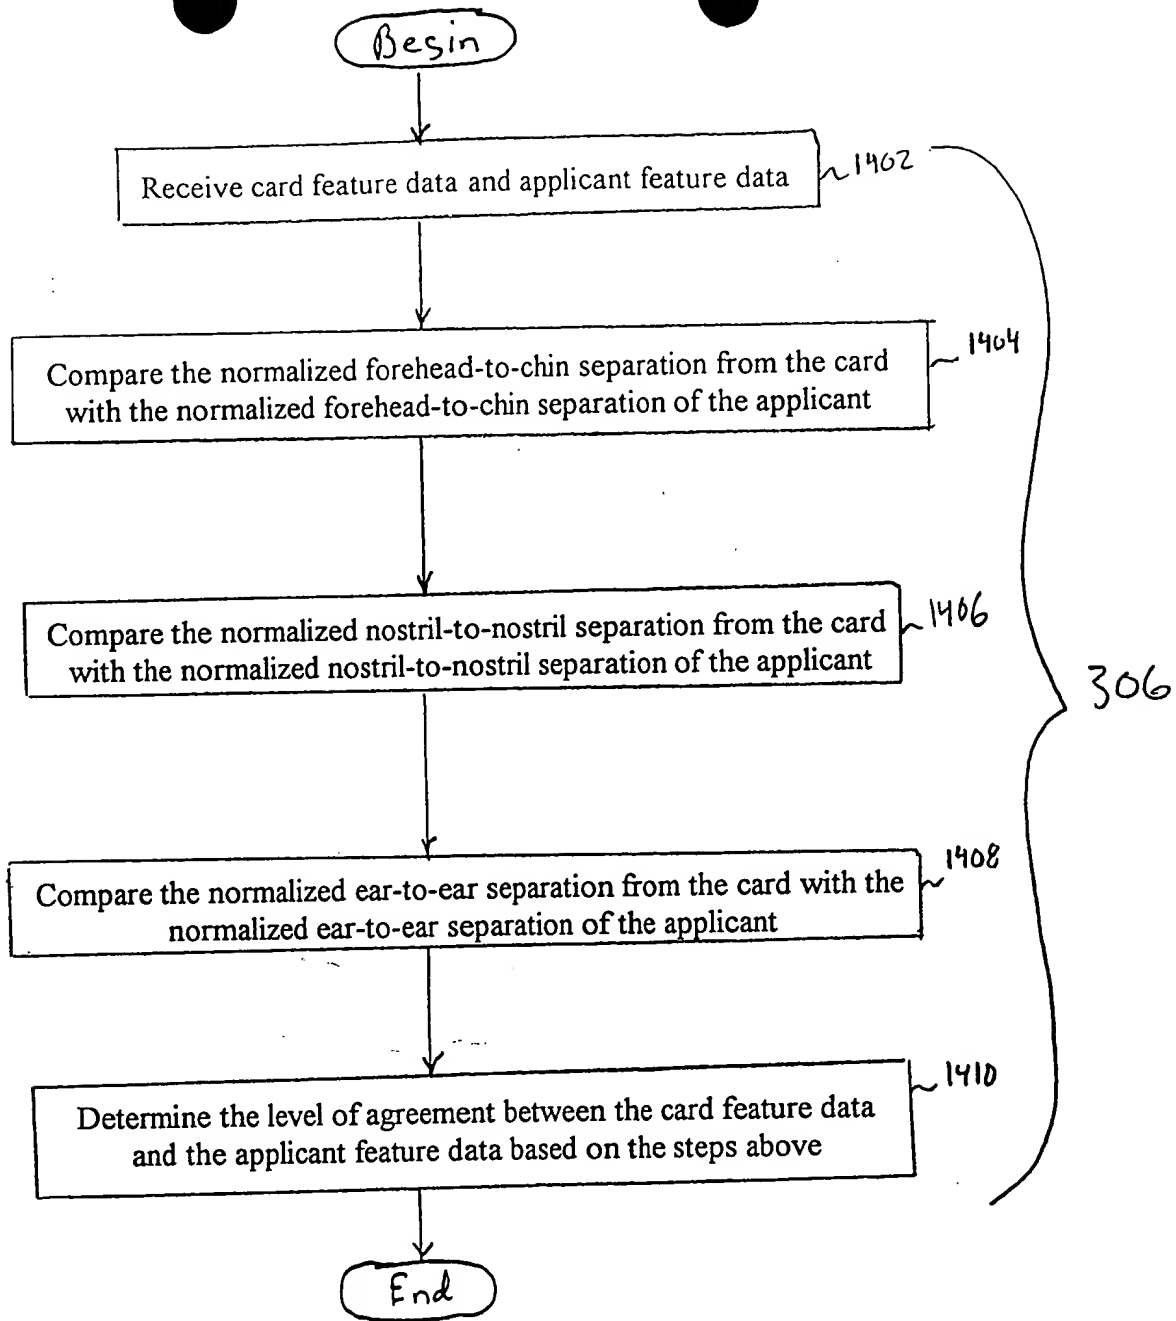 Begin
Receive card feature data and applicant feature data
1402
Compare the normalized forehead-to-chin separation from the card
with the normalized forehead-to-chin separation of the applicant
1404
Compare the normalized nostril-to-nostril separation from the card
with the normalized nostril-to-nostril separation of the applicant
1406
306
Compare the normalized ear-to-ear separation from the card with the
normalized ear-to-ear separation of the applicant
1408
Determine the level of agreement between the card feature data
and the applicant feature data based on the steps above
1410
End